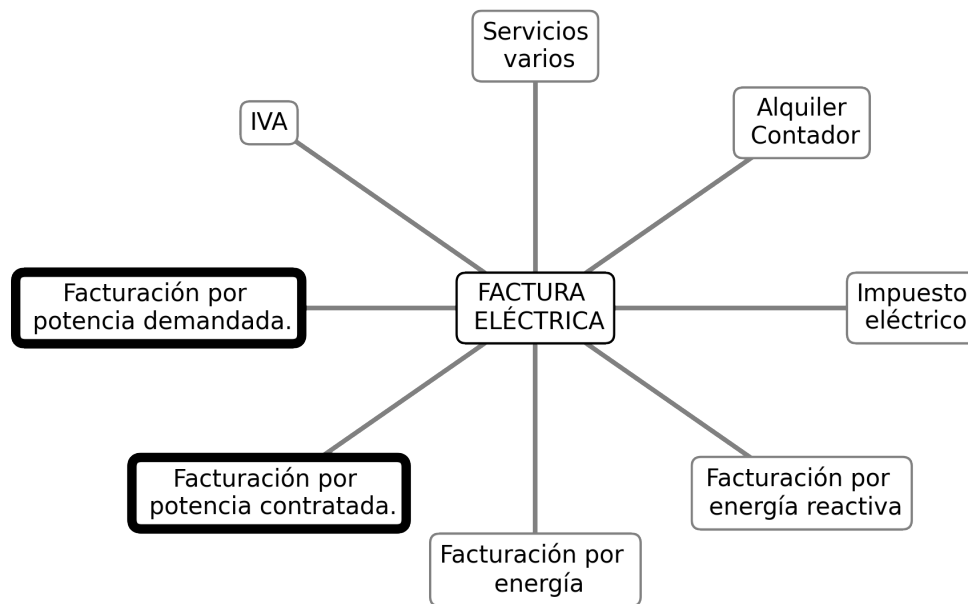 Servicios
varios
Alquiler
Contador
IVA
Facturación por
potencia demandada.
FACTURA
ELÉCTRICA
Impuesto
eléctrico
Facturación por
potencia contratada.
Facturación por
energía reactiva
Facturación por
energía